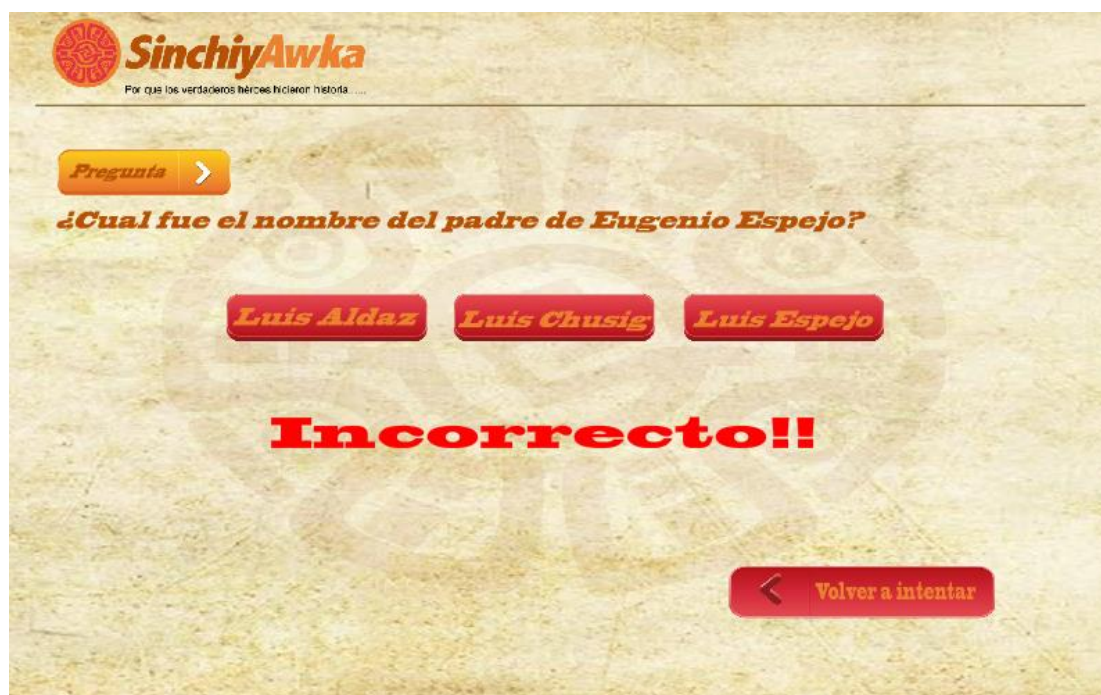 SinchiyAwka
Por que los verdaderos héroes hicieron historia......
Pregunta
¿Cual fue el nombre del padre de Eugenio Espejo?
Luis Aldaz Luis Chusig Luis Espejo
Incorrecto!!
Volver a intentar